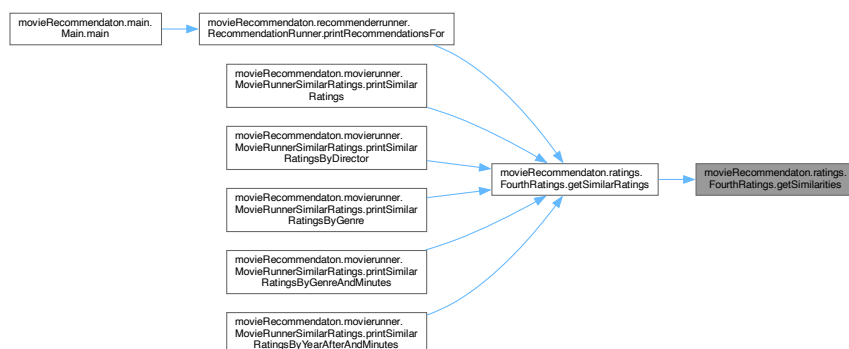 movieRecommendaton.main.
Main.main
movieRecommendaton.recommenderrunner.
RecommendationRunner.printRecommendationsFor
movieRecommendaton.movierunner.
MovieRunnerSimilarRatings.printSimilar
Ratings
movieRecommendaton.movierunner.
MovieRunnerSimilarRatings.printSimilar
RatingsByDirector
movieRecommendaton.movierunner.
MovieRunnerSimilarRatings.printSimilar
RatingsByGenre
movieRecommendaton.movierunner.
MovieRunnerSimilarRatings.printSimilar
RatingsByGenreAndMinutes
movieRecommendaton.movierunner.
MovieRunnerSimilarRatings.printSimilar
RatingsByYearAfterAndMinutes
movieRecommendaton.ratings.
FourthRatings.getSimilarRatings
movieRecommendaton.ratings.
FourthRatings.getSimilarities